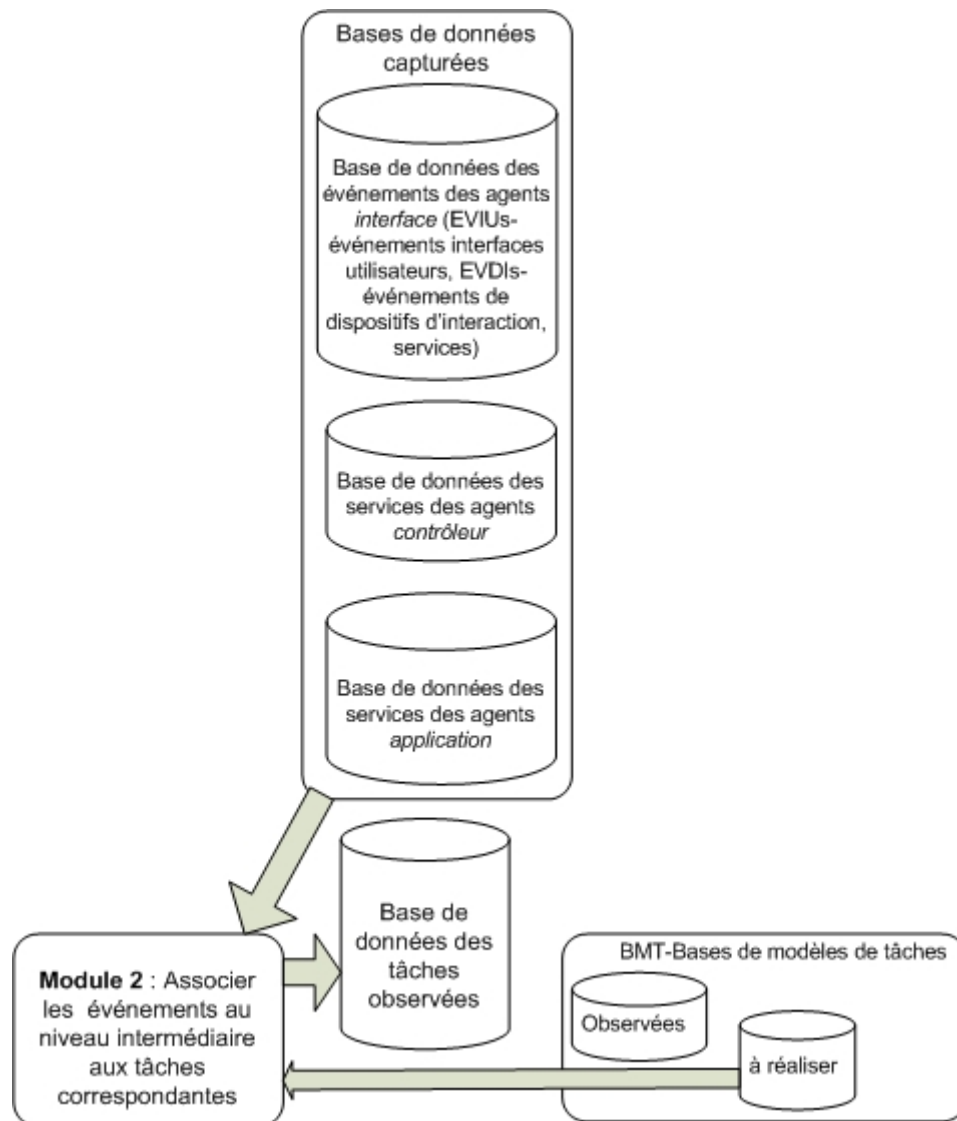 Bases de données
capturées
Base de données des
événements des agents
interface (EVIUs-
événements interfaces
utilisateurs, EVDIs-
événements de
dispositifs d'interaction,
services)
Base de données des
services des agents
contrôleur
Base de données des
services des agents
application
Base de
données des
tâches
observées
Module 2 : Associer
les événements au
niveau intermédiaire
aux tâches
correspondantes
BMT-Bases de modèles de tâches
Observées
à réaliser